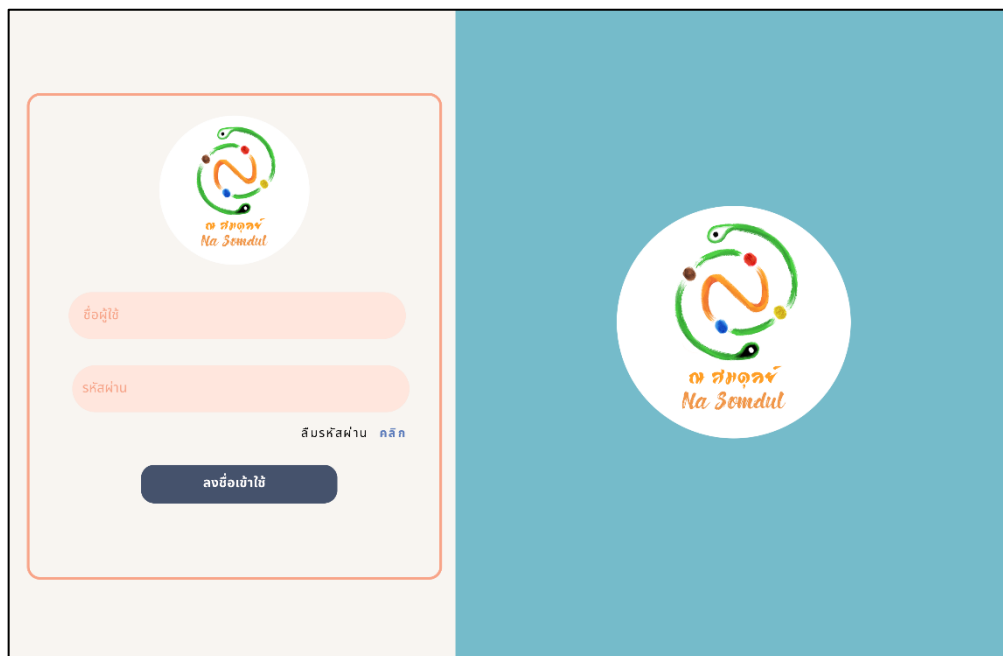 ณ สมดุลย์
Na Somdul
ชื่อผู้ใช้
รหัสผ่าน
ลืมรหัสผ่าน คลิก
ลงชื่อเข้าใช้
ณ สมดุลย์
Na Somdul